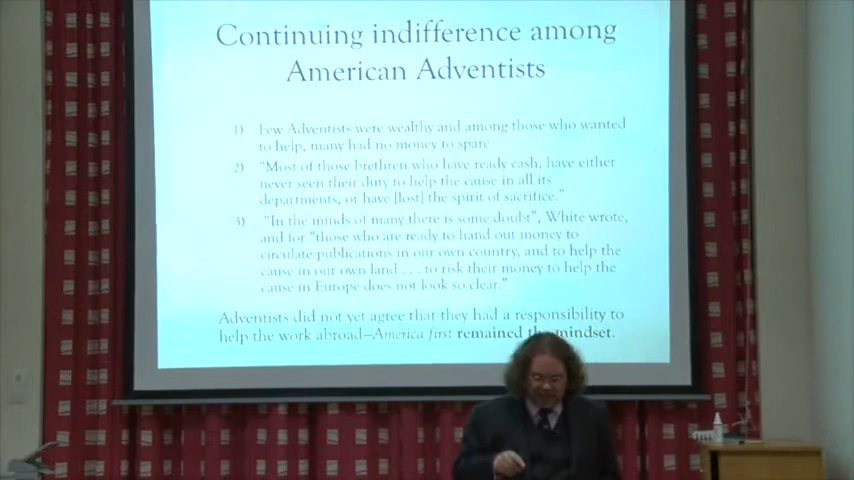 Continuing indifference among
American Adventists
1) Few Adventists were wealthy and among those who wanted
to help, many had no money to spare
2) “Most of those brethren who have ready cash, have either
never seen their duty to help the cause in all its
departments, or have [lost] the spirit of sacrifice.”
3) “In the minds of many there is some doubt”, White wrote,
and for “those who are ready to hand out money to
circulate publications in our own country, and to help the
cause in our own land . . . to risk their money to help the
cause in Europe does not look so clear.”
Adventists did not yet agree that they had a responsibility to
help the work abroad—America first remained the mindset.